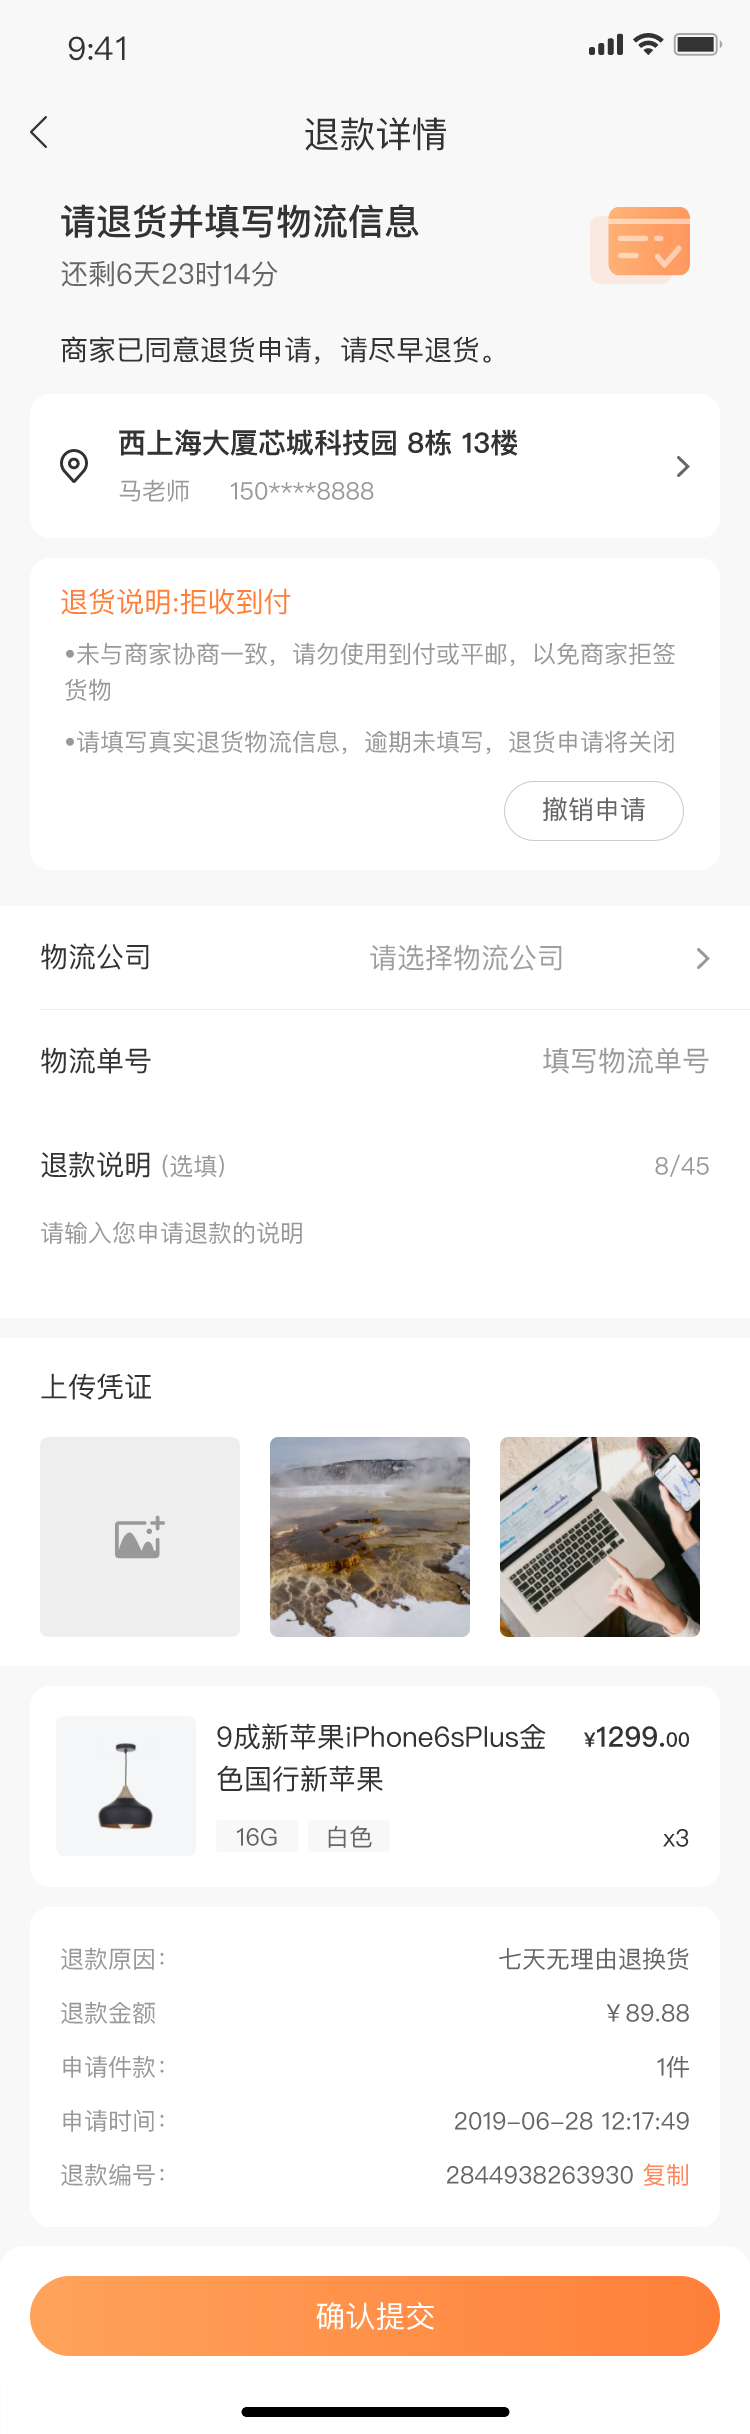 9:41
退款详情
请退货并填写物流信息
还剩6天23时14分
商家已同意退货申请，请尽早退货。
西上海大厦芯城科技园 8栋 13楼
马老师 150****8888
退货说明:拒收到付
•未与商家协商一致，请勿使用到付或平邮，以免商家拒签
货物
•请填写真实退货物流信息，逾期未填写，退货申请将关闭
撤销申请
物流公司 请选择物流公司
物流单号 填写物流单号
退款说明 (选填) 8/45
请输入您申请退款的说明
上传凭证
9成新苹果iPhone6sPlus金 ¥1299.00
色国行新苹果
16G 白色 x3
退款原因： 七天无理由退换货
退款金额 ¥ 89.88
申请件款： 1件
申请时间： 2019-06-28 12:17:49
退款编号： 2844938263930 复制
确认提交